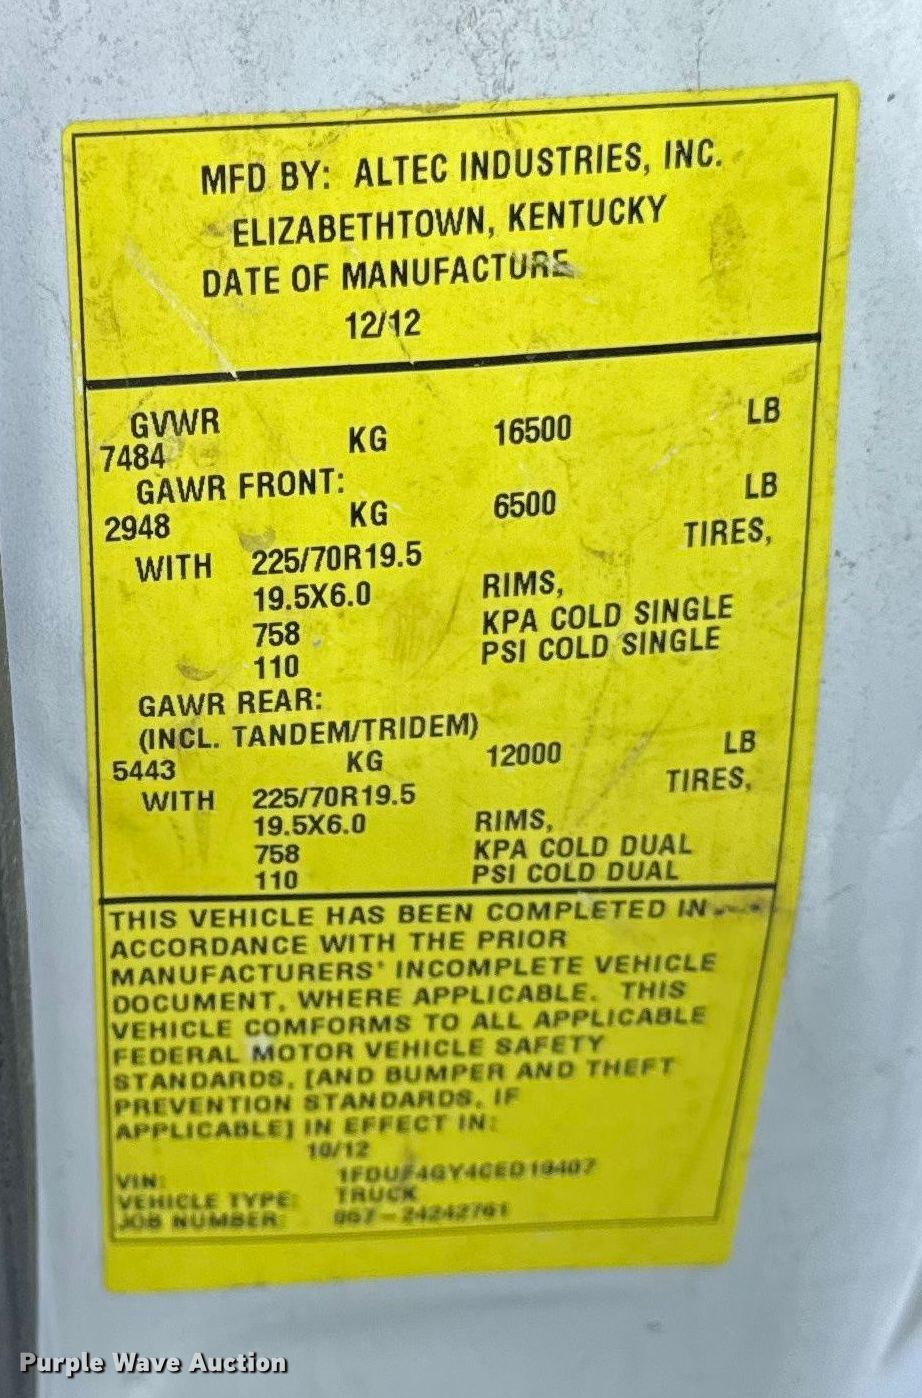 MFD BY: ALTEC INDUSTRIES, INC.
ELIZABETHTOWN, KENTUCKY
DATE OF MANUFACTURE
12/12
GVWR
7484 KG 16500 LB
GAWR FRONT:
2948 KG 6500 LB
WITH 225/70R19.5 TIRES,
19.5X6.0 RIMS,
758 KPA COLD SINGLE
110 PSI COLD SINGLE
GAWR REAR:
(INCL. TANDEM/TRIDEM)
5443 KG 12000 LB
WITH 225/70R19.5 TIRES,
19.5X6.0 RIMS,
758 KPA COLD DUAL
110 PSI COLD DUAL
THIS VEHICLE HAS BEEN COMPLETED IN
ACCORDANCE WITH THE PRIOR
MANUFACTURERS' INCOMPLETE VEHICLE
DOCUMENT, WHERE APPLICABLE. THIS
VEHICLE COMFORMS TO ALL APPLICABLE
FEDERAL MOTOR VEHICLE SAFETY
STANDARDS, [AND BUMPER AND THEFT
PREVENTION STANDARDS, IF
APPLICABLE] IN EFFECT IN:
10/12
VIN: 1FDUF4GY4CED19407
VEHICLE TYPE: TRUCK
JOB NUMBER:
Purple Wave Auction